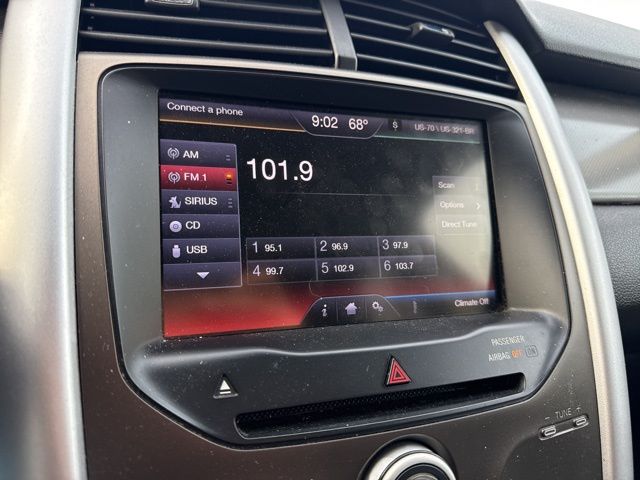 Connect a phone
9:02 68°
US-70 \ US-321-BR
AM
FM 1
SIRIUS
CD
USB
101.9
Scan
Options
Direct Tune
1 95.1 2 96.9 3 97.9
4 99.7 5 102.9 6 103.7
i
Climate Off
PASSENGER
AIRBAG OFF ON
- TUNE +